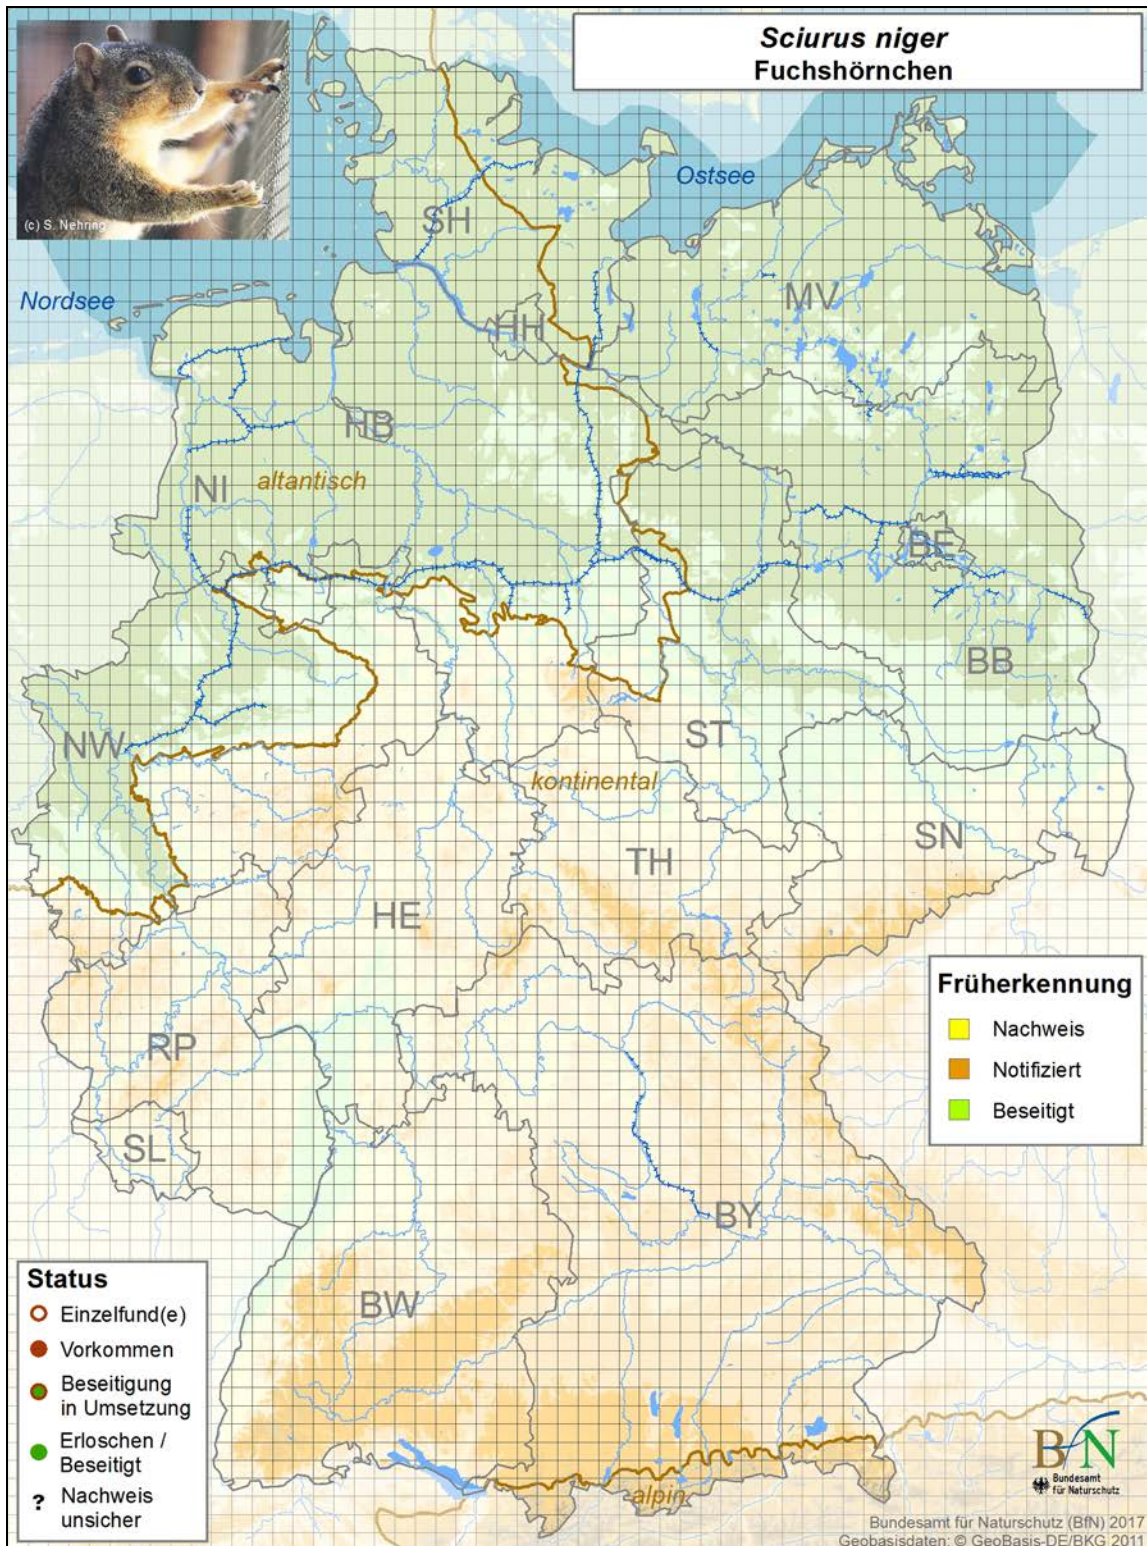 Sciurus niger
Fuchshörnchen
(c) S. Nehring
Ostsee
Nordsee
SH
HH
MV
HB
NI
altantisch
BE
BB
NW
ST
kontinental
SN
TH
HE
RP
SL
BY
BW
alpin
Früherkennung
Nachweis
Notifiziert
Beseitigt
Status
Einzelfund(e)
Vorkommen
Beseitigung
in Umsetzung
Erloschen /
Beseitigt
? Nachweis
unsicher
BfN
Bundesamt
für Naturschutz
Bundesamt für Naturschutz (BfN) 2017
Geobasisdaten: © GeoBasis-DE/BKG 2011